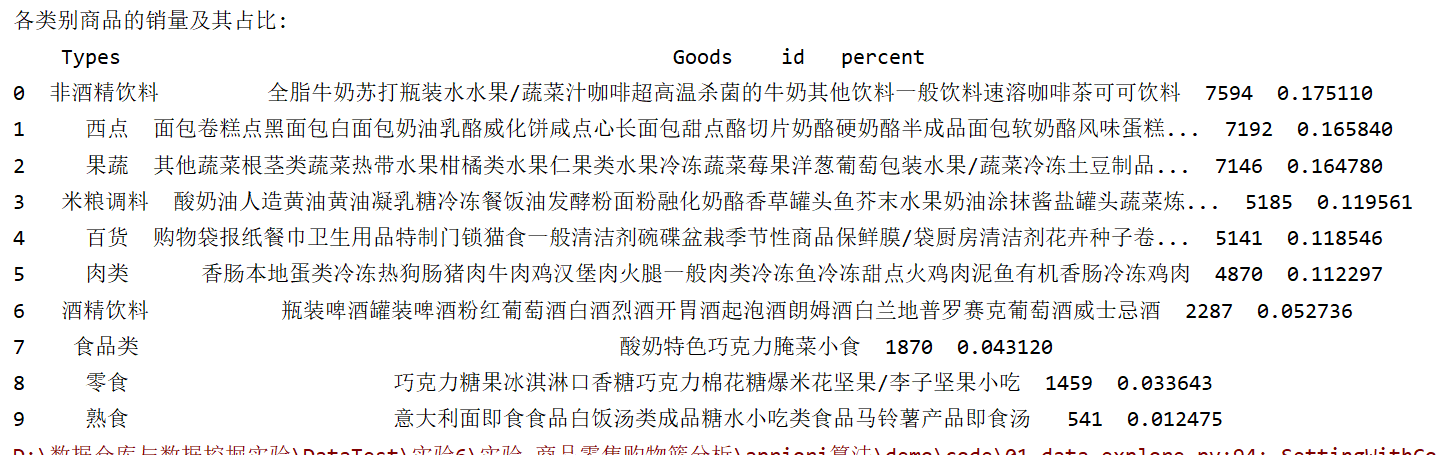 各类别商品的销量及其占比:
Types Goods id percent
0 非酒精饮料 全脂牛奶苏打瓶装水水果/蔬菜汁咖啡超高温杀菌的牛奶其他饮料一般饮料速溶咖啡茶可可饮料 7594 0.175110
1 西点 面包卷糕点黑面包白面包奶油乳酪威化饼咸点心长面包甜点酪切片奶酪硬奶酪半成品面包软奶酪风味蛋糕... 7192 0.165840
2 果蔬 其他蔬菜根茎类蔬菜热带水果柑橘类水果仁果类水果冷冻蔬菜莓果洋葱葡萄包装水果/蔬菜冷冻土豆制品... 7146 0.164780
3 米粮调料 酸奶油人造黄油黄油凝乳糖冷冻餐饭油发酵粉面粉融化奶酪香草罐头鱼芥末水果奶油涂抹酱盐罐头蔬菜炼... 5185 0.119561
4 百货 购物袋报纸餐巾卫生用品特制门锁猫食一般清洁剂碗碟盆栽季节性商品保鲜膜/袋厨房清洁剂花卉种子卷... 5141 0.118546
5 肉类 香肠本地蛋类冷冻热狗肠猪肉牛肉鸡汉堡肉火腿一般肉类冷冻鱼冷冻甜点火鸡肉泥鱼有机香肠冷冻鸡肉 4870 0.112297
6 酒精饮料 瓶装啤酒罐装啤酒粉红葡萄酒白酒烈酒开胃酒起泡酒朗姆酒白兰地普罗赛克葡萄酒威士忌酒 2287 0.052736
7 食品类 酸奶特色巧克力腌菜小食 1870 0.043120
8 零食 巧克力糖果冰淇淋口香糖巧克力棉花糖爆米花坚果/李子坚果小吃 1459 0.033643
9 熟食 意大利面即食食品白饭汤类成品糖水小吃类食品马铃薯产品即食汤 541 0.012475
D:\数据仓库与数据挖掘实验\DataTest\实验6\实验 商品零售购物篮分析\apriori算法\demo\code\01_data_explore.py:94: SettingWithCo